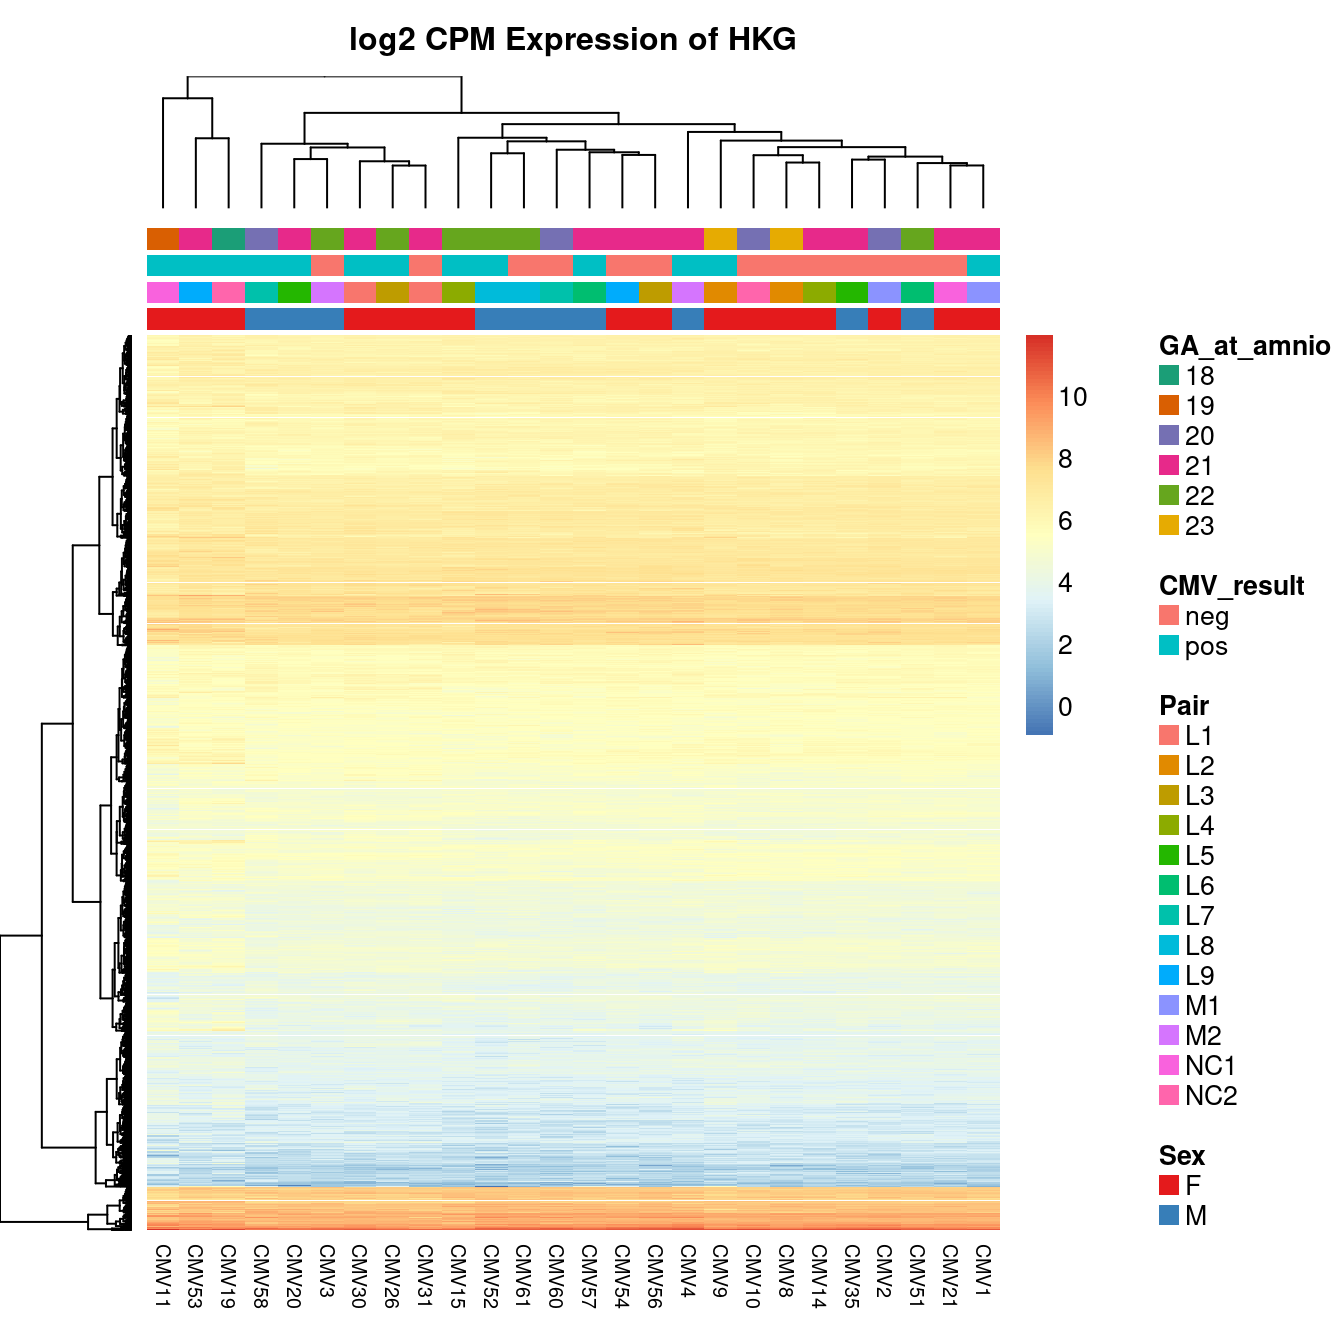 log2 CPM Expression of HKG
10
8
6
4
2
0
GA_at_amnio
18
19
20
21
22
23
CMV_result
neg
pos
Pair
L1
L2
L3
L4
L5
L6
L7
L8
L9
M1
M2
NC1
NC2
Sex
F
M
CMV11
CMV53
CMV19
CMV58
CMV20
CMV3
CMV30
CMV26
CMV31
CMV15
CMV52
CMV61
CMV60
CMV57
CMV54
CMV56
CMV4
CMV9
CMV10
CMV8
CMV14
CMV35
CMV2
CMV51
CMV21
CMV1